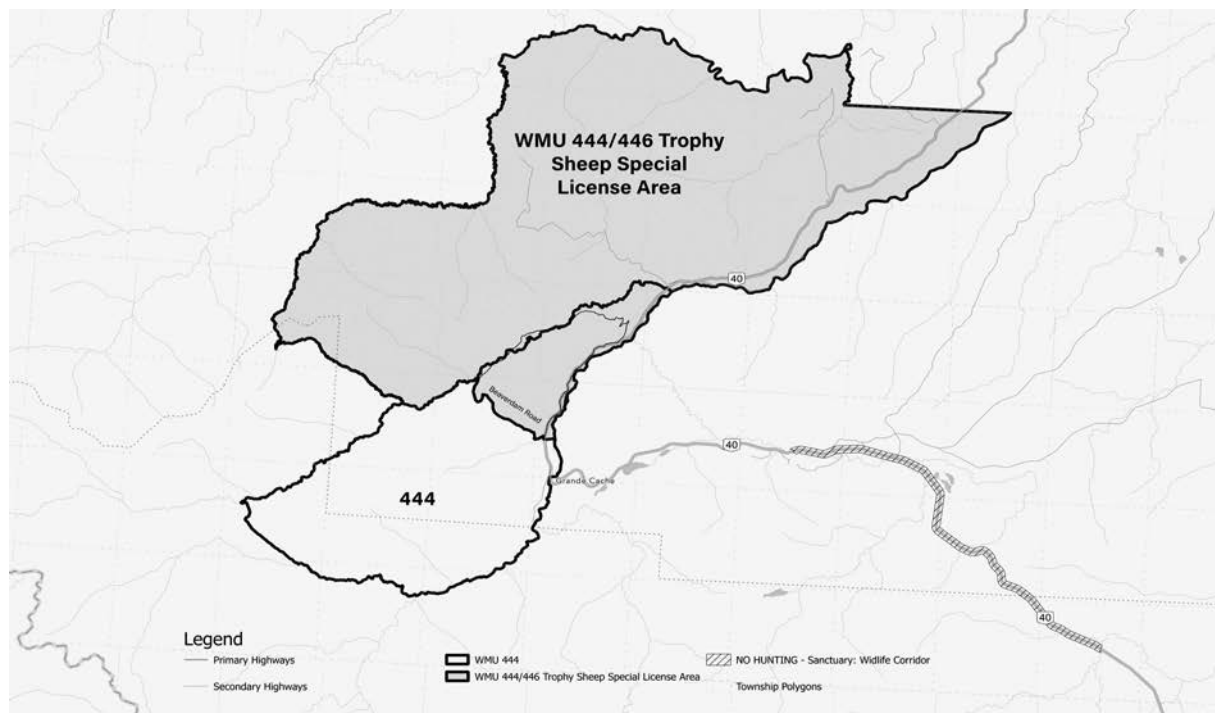 WMU 444/446 Trophy
Sheep Special
License Area
40
Beaverdam Road
40
Grande Cache
444
40
Legend
Primary Highways
Secondary Highways
WMU 444
WMU 444/446 Trophy Sheep Special License Area
NO HUNTING - Sanctuary: Widlife Corridor
Township Polygons